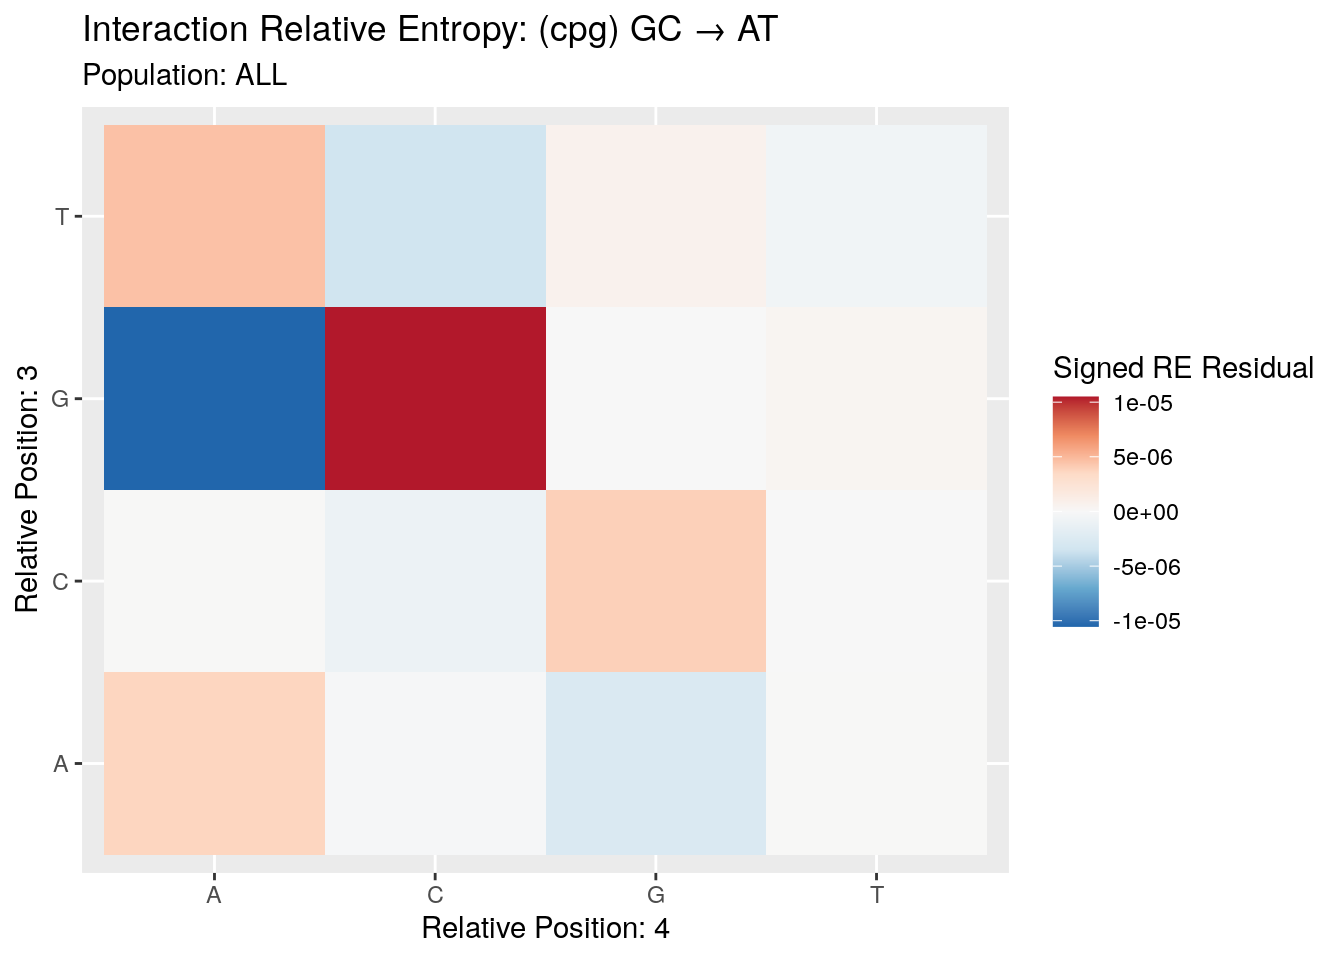 Interaction Relative Entropy: (cpg) GC → AT
Population: ALL
T
G
C
A
Relative Position: 3
A C G T
Relative Position: 4
Signed RE Residual
1e-05
5e-06
0e+00
-5e-06
-1e-05